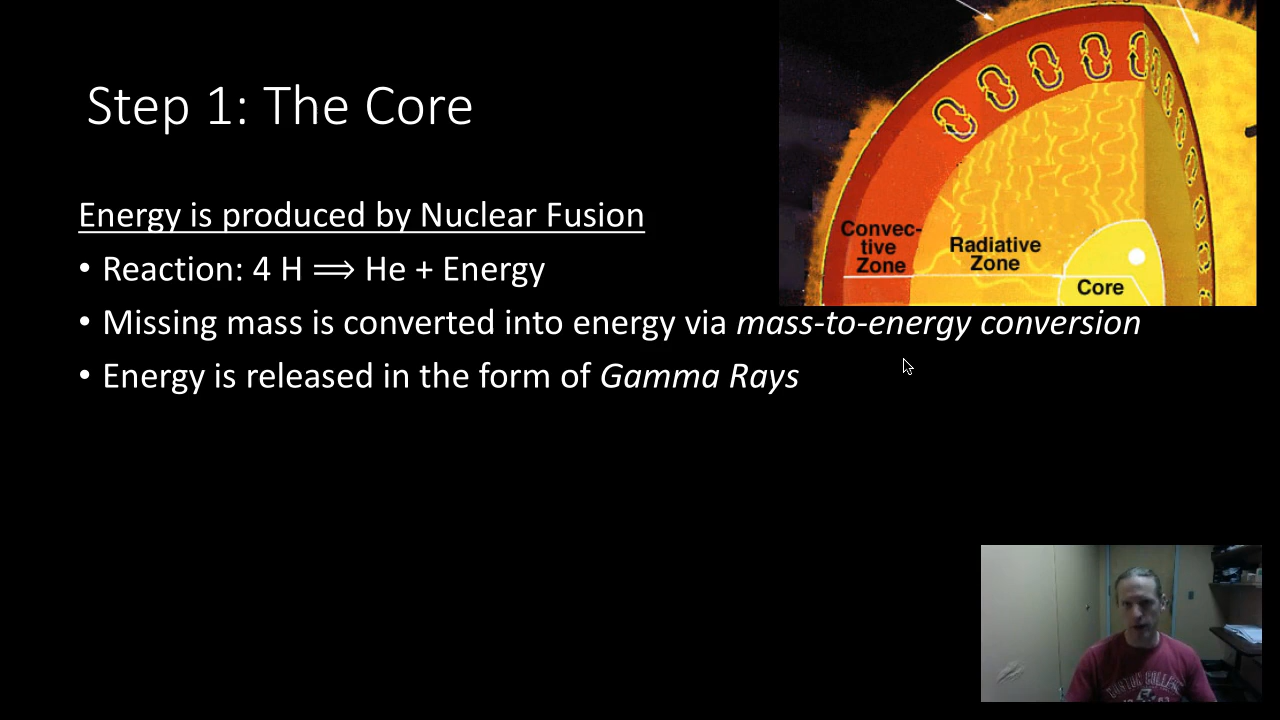 Step 1: The Core
Energy is produced by Nuclear Fusion
• Reaction: 4 H ⟹ He + Energy
• Missing mass is converted into energy via mass-to-energy conversion
• Energy is released in the form of Gamma Rays
Convec-
tive
Zone
Radiative
Zone
Core
BOSTON COLLEGE